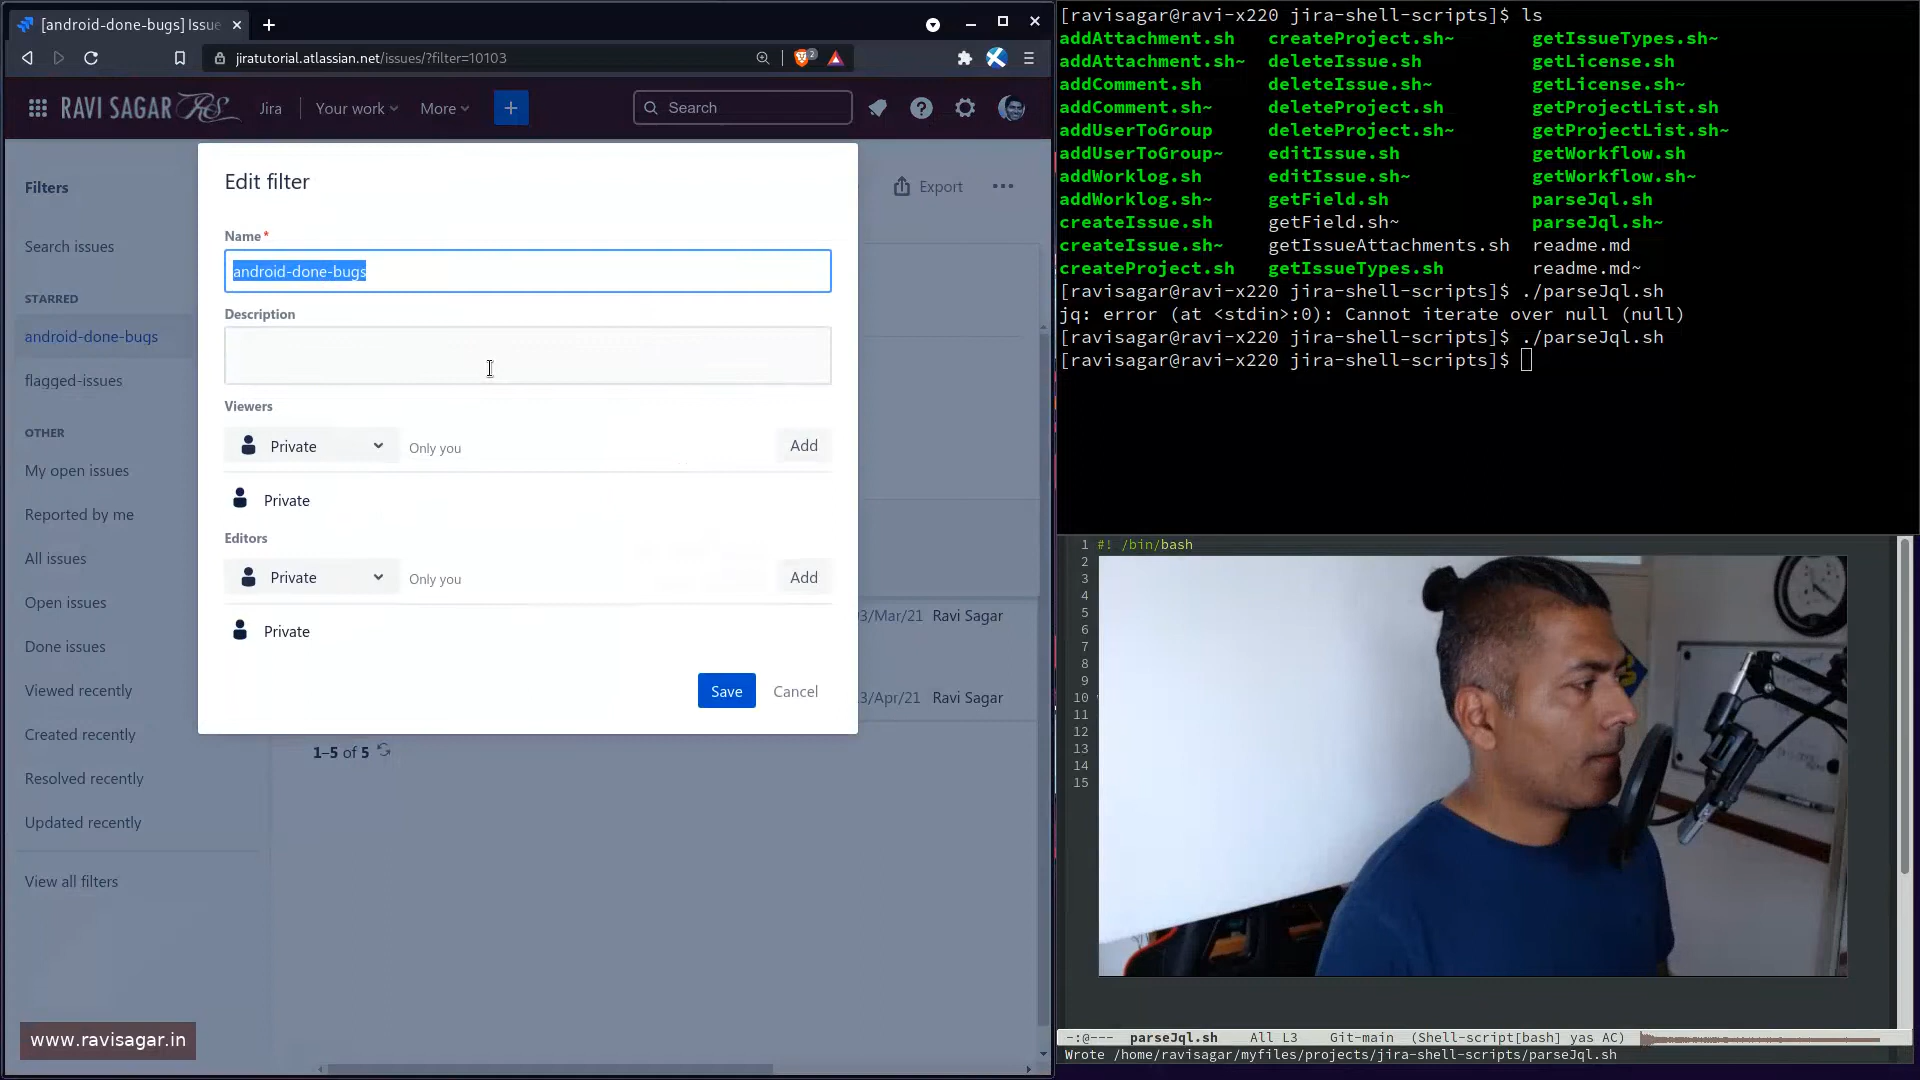 [android-done-bugs] Issue
jiratutorial.atlassian.net/issues/?filter=10103
2
RAVI SAGAR RS
Jira
Your work
More
Search
Filters
Search issues
STARRED
android-done-bugs
flagged-issues
OTHER
My open issues
Reported by me
All issues
Open issues
Done issues
Viewed recently
Created recently
Resolved recently
Updated recently
View all filters
Export
Edit filter
Name*
android-done-bugs
Description
Viewers
Private Only you Add
Private
Editors
Private Only you Add
Private
Save Cancel
3/Mar/21 Ravi Sagar
3/Apr/21 Ravi Sagar
1–5 of 5
www.ravisagar.in
[ravisagar@ravi-x220 jira-shell-scripts]$ ls
addAttachment.sh createProject.sh~ getIssueTypes.sh~
addAttachment.sh~ deleteIssue.sh getLicense.sh
addComment.sh deleteIssue.sh~ getLicense.sh~
addComment.sh~ deleteProject.sh getProjectList.sh
addUserToGroup deleteProject.sh~ getProjectList.sh~
addUserToGroup~ editIssue.sh getWorkflow.sh
addWorklog.sh editIssue.sh~ getWorkflow.sh~
addWorklog.sh~ getField.sh parseJql.sh
createIssue.sh getField.sh~ parseJql.sh~
createIssue.sh~ getIssueAttachments.sh readme.md
createProject.sh getIssueTypes.sh readme.md~
[ravisagar@ravi-x220 jira-shell-scripts]$ ./parseJql.sh
jq: error (at <stdin>:0): Cannot iterate over null (null)
[ravisagar@ravi-x220 jira-shell-scripts]$ ./parseJql.sh
[ravisagar@ravi-x220 jira-shell-scripts]$
1 #! /bin/bash
2
3
4
5
6
7
8
9
10
11
12
13
14
15
-:@--- parseJql.sh All L3 Git-main (Shell-script[bash] yas AC)
Wrote /home/ravisagar/myfiles/projects/jira-shell-scripts/parseJql.sh